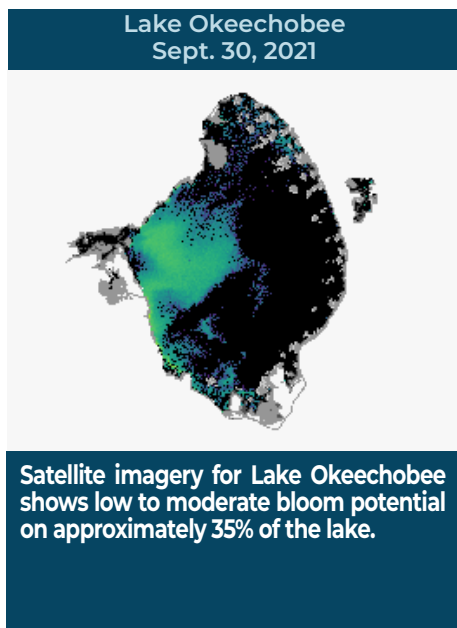 Lake Okeechobee
Sept. 30, 2021
Satellite imagery for Lake Okeechobee
shows low to moderate bloom potential
on approximately 35% of the lake.